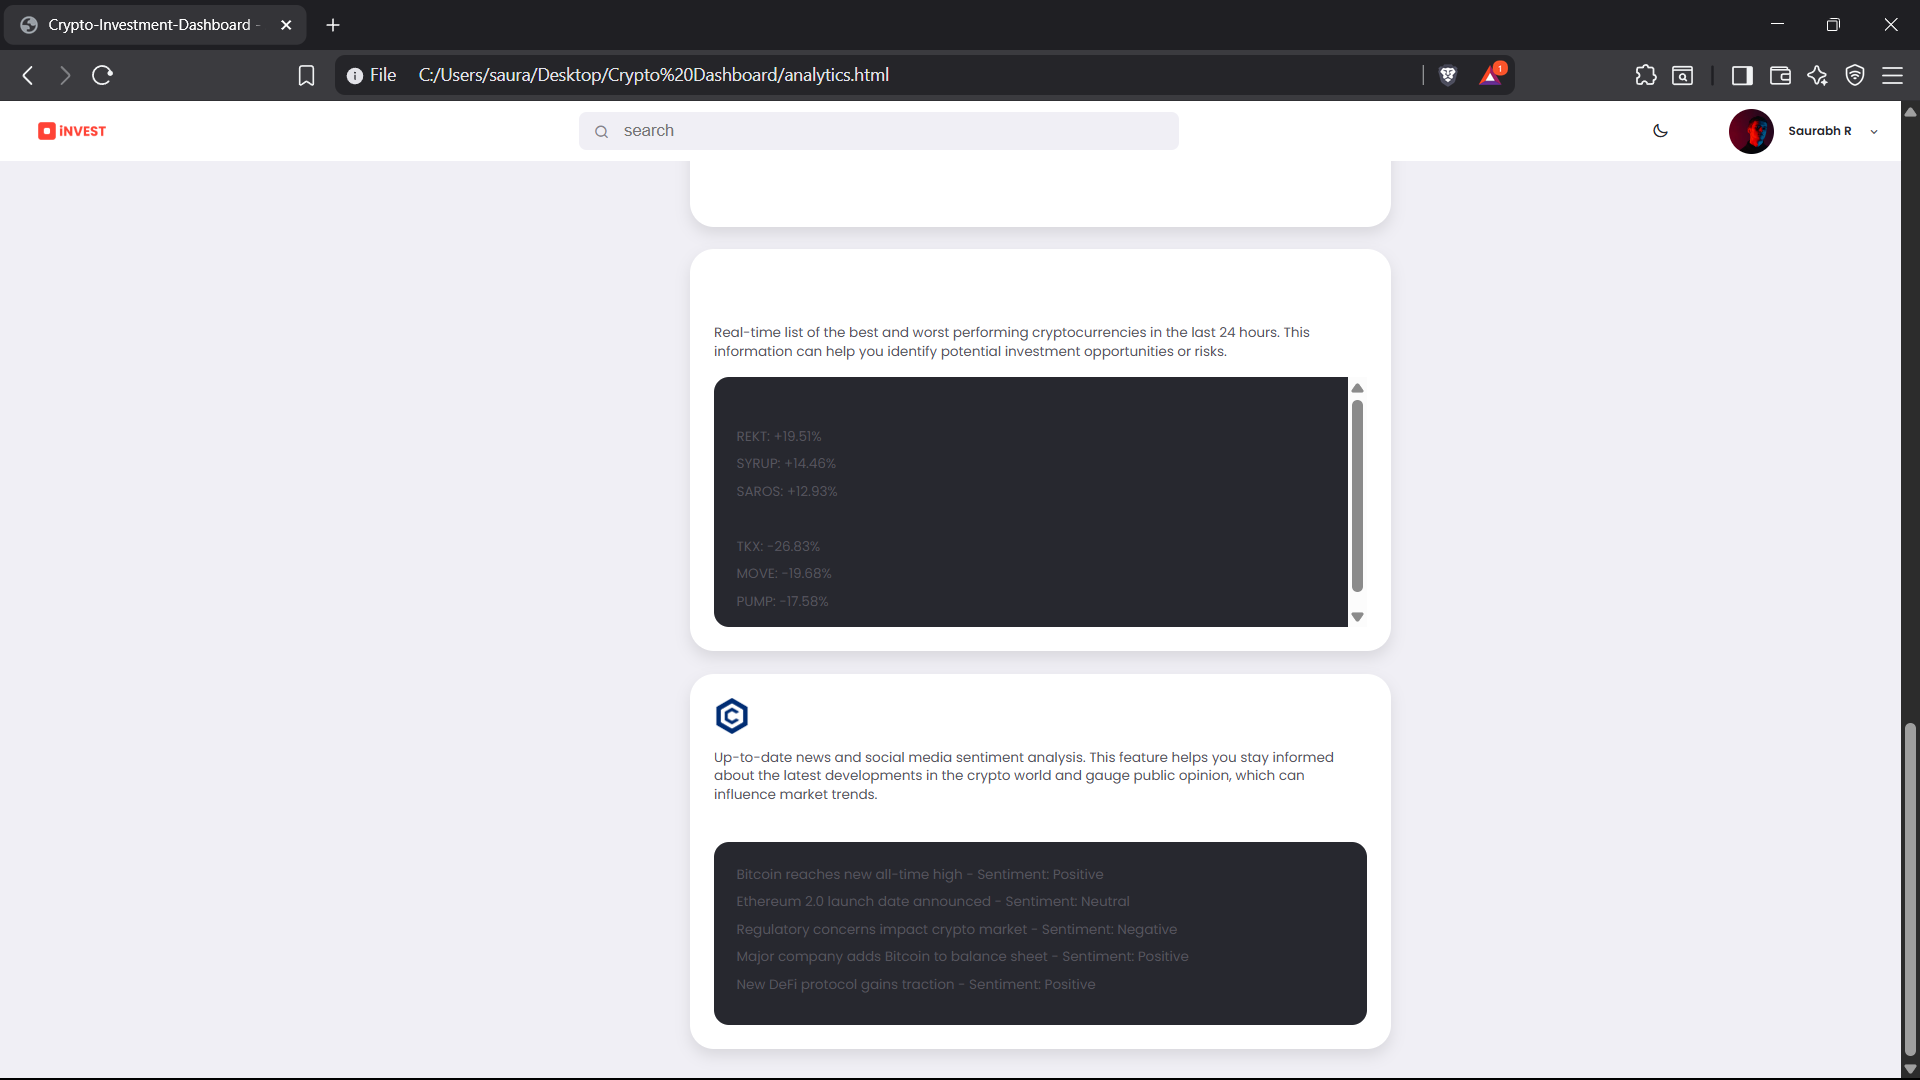 Crypto-Investment-Dashboard -
File C:/Users/saura/Desktop/Crypto%20Dashboard/analytics.html
1
iNVEST
search
Saurabh R
Real-time list of the best and worst performing cryptocurrencies in the last 24 hours. This
information can help you identify potential investment opportunities or risks.
REKT: +19.51%
SYRUP: +14.46%
SAROS: +12.93%
TKX: -26.83%
MOVE: -19.68%
PUMP: -17.58%
Up-to-date news and social media sentiment analysis. This feature helps you stay informed
about the latest developments in the crypto world and gauge public opinion, which can
influence market trends.
Bitcoin reaches new all-time high - Sentiment: Positive
Ethereum 2.0 launch date announced - Sentiment: Neutral
Regulatory concerns impact crypto market - Sentiment: Negative
Major company adds Bitcoin to balance sheet - Sentiment: Positive
New DeFi protocol gains traction - Sentiment: Positive